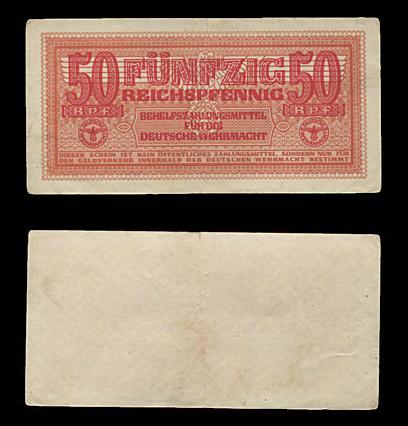 50 FÜNFZIG 50
REICHSPFENNIG
R.P.F. R.P.F.
BEHELFSZAHLUNGSMITTEL
FÜR DIE
DEUTSCHE WEHRMACHT
DIESER SCHEIN IST KEIN ÖFFENTLICHES ZAHLUNGSMITTEL, SONDERN NUR FÜR
DEN GELDVERKEHR INNERHALB DER DEUTSCHEN WEHRMACHT BESTIMMT